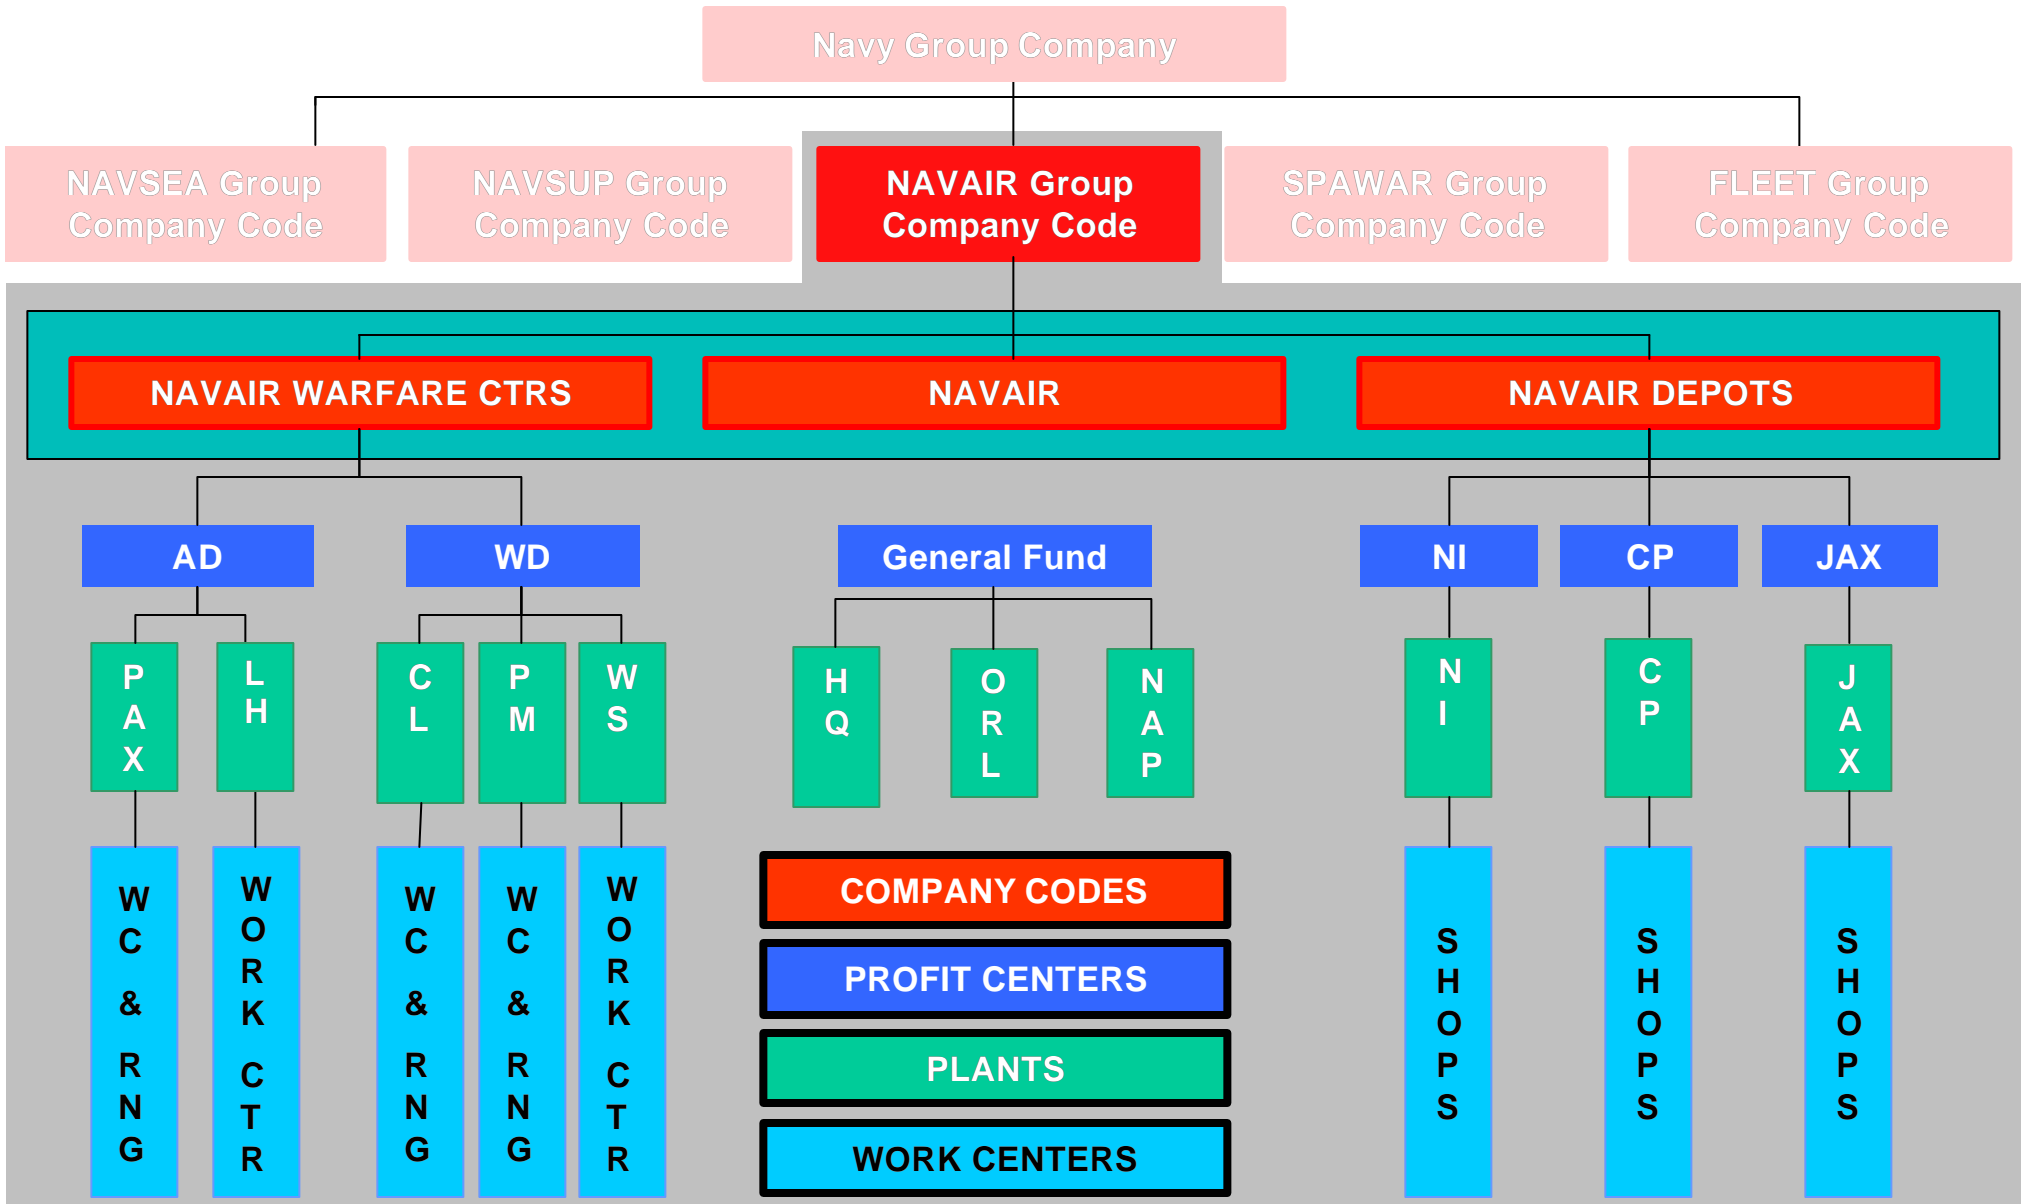 Navy Group Company
NAVSEA Group
Company Code
NAVSUP Group
Company Code
NAVAIR Group
Company Code
SPAWAR Group
Company Code
FLEET Group
Company Code
NAVAIR WARFARE CTRS
NAVAIR
NAVAIR DEPOTS
AD
WD
General Fund
NI
CP
JAX
PAX
LH
CL
PM
WS
HQ
ORL
NAP
NI
CP
JAX
WC & RNG
WORK CTR
WC & RNG
WC & RNG
WORK CTR
COMPANY CODES
PROFIT CENTERS
PLANTS
WORK CENTERS
SHOPS
SHOPS
SHOPS